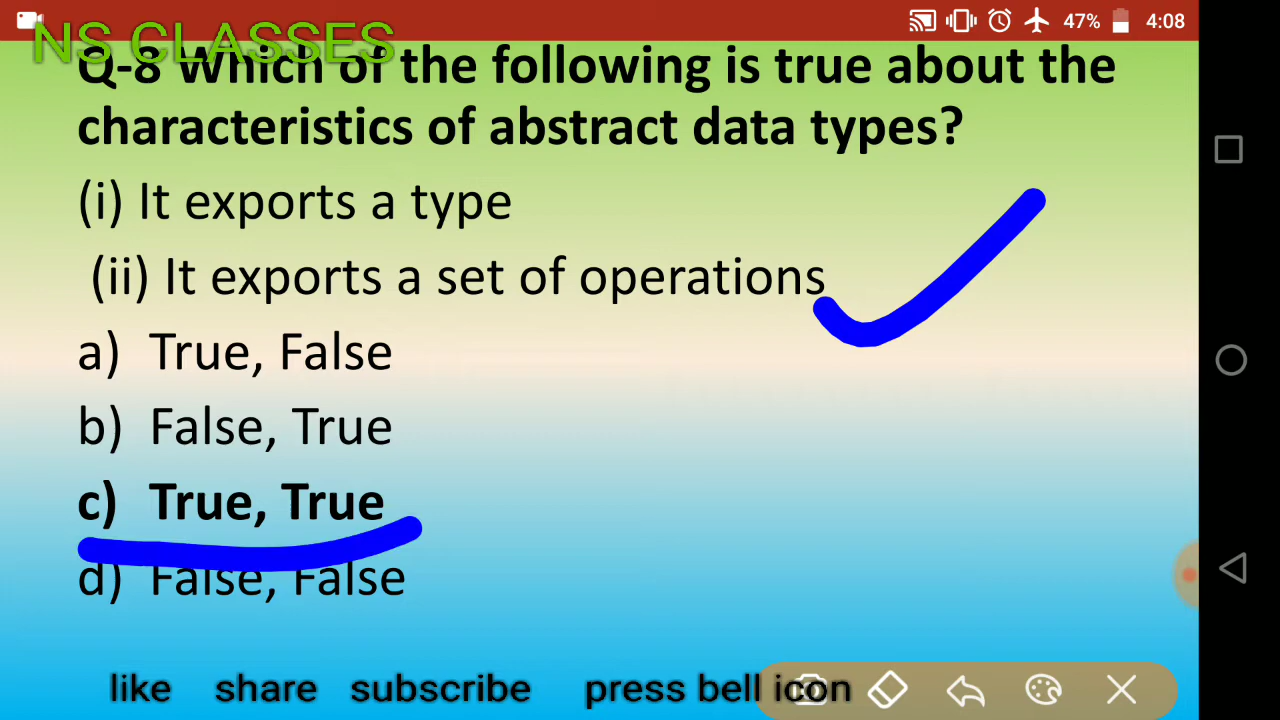 NS CLASSES
47% 4:08
Q-8 Which of the following is true about the
characteristics of abstract data types?
(i) It exports a type
(ii) It exports a set of operations
a) True, False
b) False, True
c) True, True
d) False, False
like share subscribe press bell icon